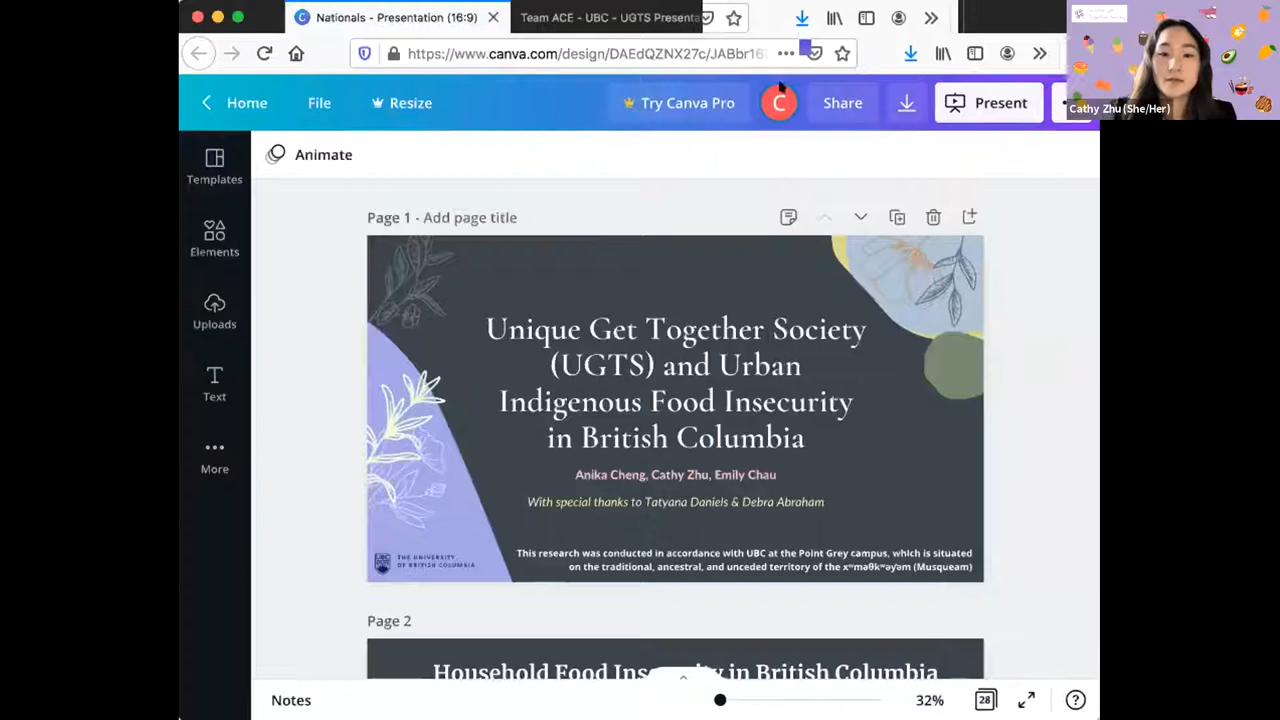 Nationals - Presentation (16:9)
Team ACE - UBC - UGTS Presenta
https://www.canva.com/design/DAEdQZNX27c/JABbr16
Home
File
Resize
Try Canva Pro
C
Share
Present
Cathy Zhu (She/Her)
Templates
Elements
Uploads
Text
More
Animate
Page 1 - Add page title
Unique Get Together Society
(UGTS) and Urban
Indigenous Food Insecurity
in British Columbia
Anika Cheng, Cathy Zhu, Emily Chau
With special thanks to Tatyana Daniels & Debra Abraham
UBC
THE UNIVERSITY
OF BRITISH COLUMBIA
This research was conducted in accordance with UBC at the Point Grey campus, which is situated
on the traditional, ancestral, and unceded territory of the xʷməθkʷəy̓əm (Musqueam)
Page 2
Household Food Insecurity in British Columbia
Notes
32%
28
?